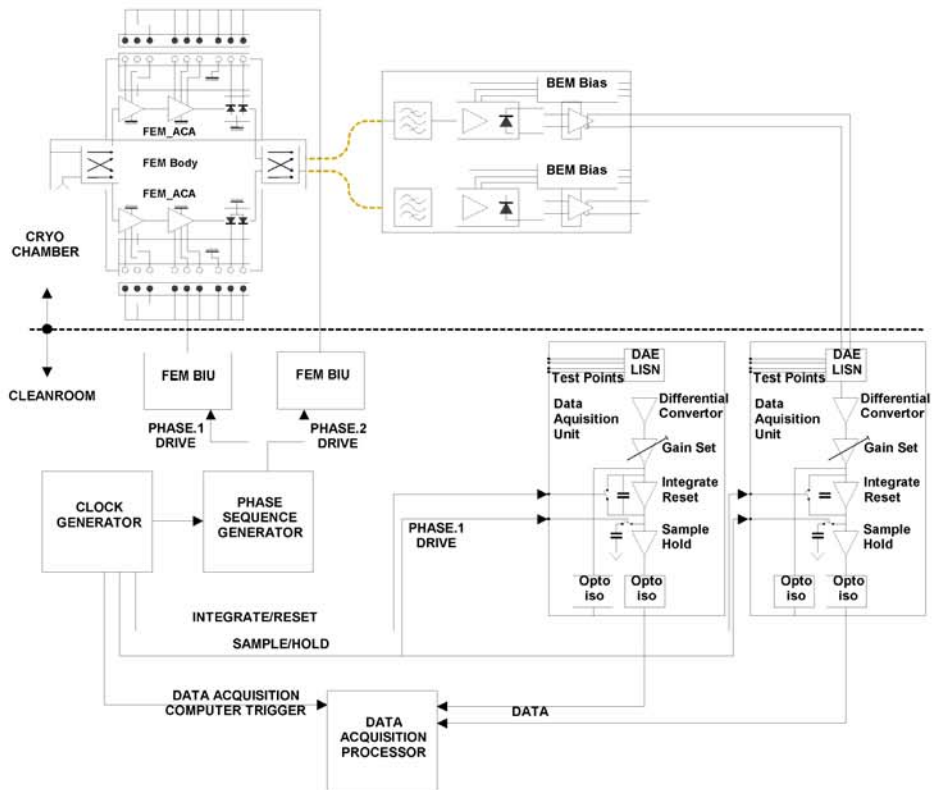 BEM Bias
FEM_ACA
FEM Body
FEM_ACA
BEM Bias
CRYO
CHAMBER
CLEANROOM
FEM BIU
FEM BIU
PHASE.1
DRIVE
PHASE.2
DRIVE
CLOCK
GENERATOR
PHASE
SEQUENCE
GENERATOR
DAE
LISN
Test Points
Data
Aquisition
Unit
Differential
Convertor
Gain Set
Integrate
Reset
Sample
Hold
Opto
iso
Opto
iso
DAE
LISN
Test Points
Data
Aquisition
Unit
Differential
Convertor
Gain Set
Integrate
Reset
Sample
Hold
Opto
iso
Opto
iso
PHASE.1
DRIVE
INTEGRATE/RESET
SAMPLE/HOLD
DATA ACQUISITION
COMPUTER TRIGGER
DATA
ACQUISITION
PROCESSOR
DATA